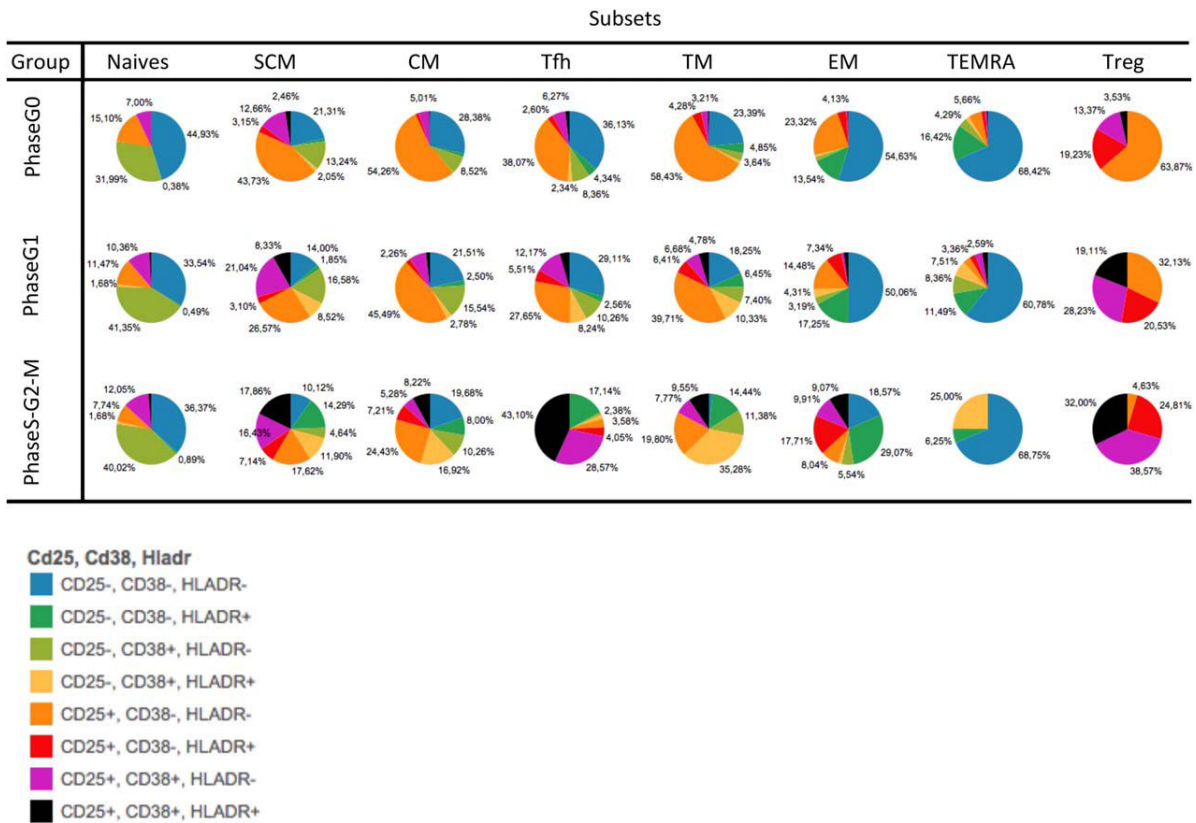 Subsets
Group Naives SCM CM Tfh TM EM TEMRA Treg
PhaseG0
7,00% 15,10% 44,93% 31,99% 0,38%
2,46% 12,66% 21,31% 3,15% 13,24% 2,05% 43,73%
5,01% 28,38% 54,26% 8,52%
6,27% 2,60% 36,13% 38,07% 4,34% 2,34% 8,36%
3,21% 4,28% 23,39% 4,85% 3,64% 58,43%
4,13% 23,32% 54,63% 13,54%
5,66% 4,29% 16,42% 68,42%
3,53% 13,37% 19,23% 63,87%
PhaseG1
10,36% 11,47% 33,54% 1,68% 0,49% 41,35%
8,33% 14,00% 1,85% 21,04% 16,58% 3,10% 8,52% 26,57%
2,26% 21,51% 2,50% 15,54% 45,49% 2,78%
12,17% 5,51% 29,11% 2,56% 27,65% 10,26% 8,24%
4,78% 6,68% 18,25% 6,41% 6,45% 7,40% 39,71% 10,33%
7,34% 14,48% 4,31% 50,06% 3,19% 17,25%
2,59% 3,36% 7,51% 8,36% 60,78% 11,49%
19,11% 32,13% 28,23% 20,53%
PhaseS-G2-M
12,05% 7,74% 1,68% 36,37% 0,89% 40,02%
17,86% 10,12% 14,29% 16,43% 4,64% 7,14% 11,90% 17,62%
8,22% 5,28% 19,68% 7,21% 8,00% 24,43% 10,26% 16,92%
17,14% 43,10% 2,38% 3,58% 4,05% 28,57%
9,55% 14,44% 7,77% 11,38% 19,80% 35,28%
9,07% 18,57% 9,91% 17,71% 29,07% 8,04% 5,54%
25,00% 6,25% 68,75%
4,63% 32,00% 24,81% 38,57%
Cd25, Cd38, Hladr
CD25-, CD38-, HLADR-
CD25-, CD38-, HLADR+
CD25-, CD38+, HLADR-
CD25-, CD38+, HLADR+
CD25+, CD38-, HLADR-
CD25+, CD38-, HLADR+
CD25+, CD38+, HLADR-
CD25+, CD38+, HLADR+